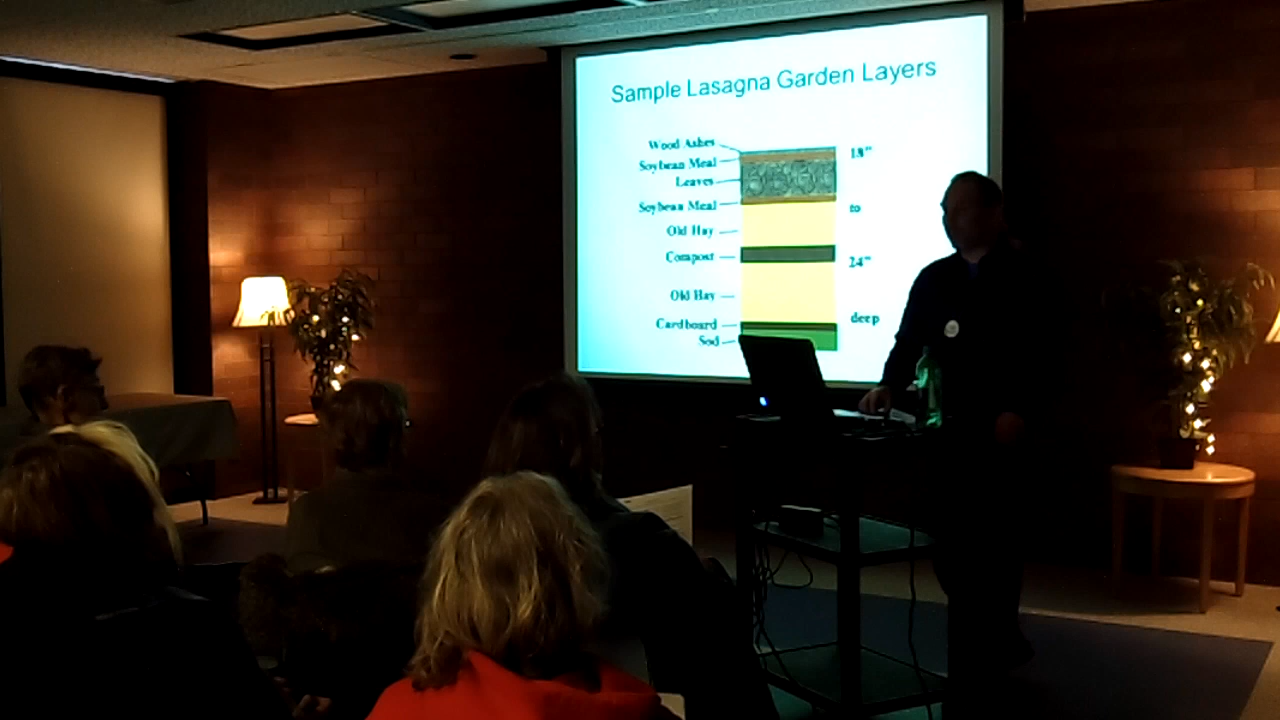 Sample Lasagna Garden Layers
Wood Ashes
Soybean Meal
Leaves
Soybean Meal
Old Hay
Compost
Old Hay
Cardboard
Sod
18"
to
24"
deep